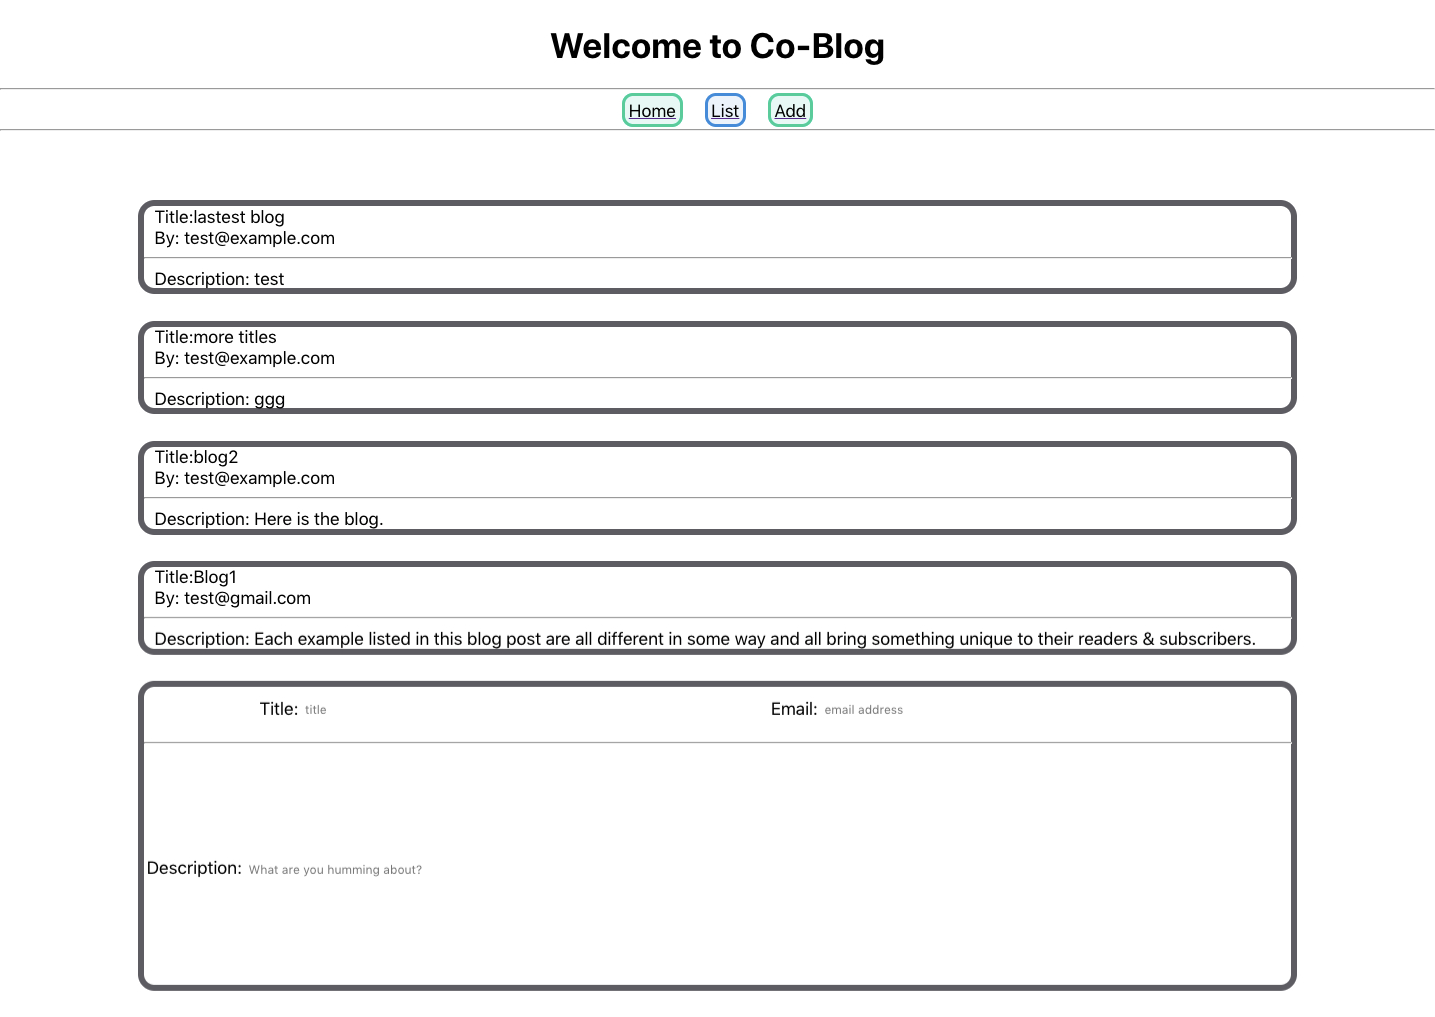 Welcome to Co-Blog
Home List Add
Title:lastest blog
By: test@example.com
Description: test
Title:more titles
By: test@example.com
Description: ggg
Title:blog2
By: test@example.com
Description: Here is the blog.
Title:Blog1
By: test@gmail.com
Description: Each example listed in this blog post are all different in some way and all bring something unique to their readers & subscribers.
Title: title Email: email address
Description: What are you humming about?